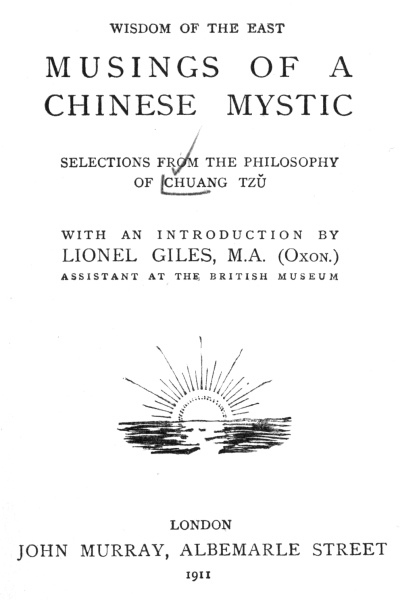 WISDOM OF THE EAST
MUSINGS OF A
CHINESE MYSTIC
SELECTIONS FROM THE PHILOSOPHY
OF CHUANG TZŬ
WITH AN INTRODUCTION BY
LIONEL GILES, M.A. (OXON.)
ASSISTANT AT THE BRITISH MUSEUM
LONDON
JOHN MURRAY, ALBEMARLE STREET
1911